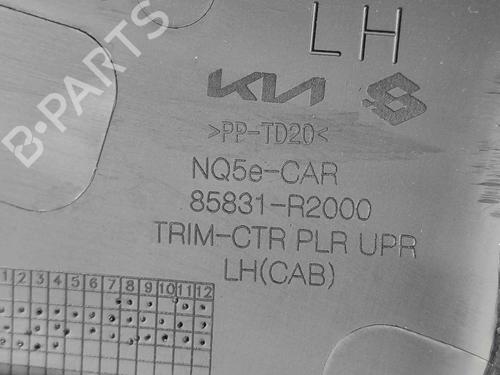 B-PARTS
LH
KIA
>PP-TD20<
NQ5e-CAR
85831-R2000
TRIM-CTR PLR UPR
LH(CAB)
1 2 3 4 5 6 7 8 9 10 11 12